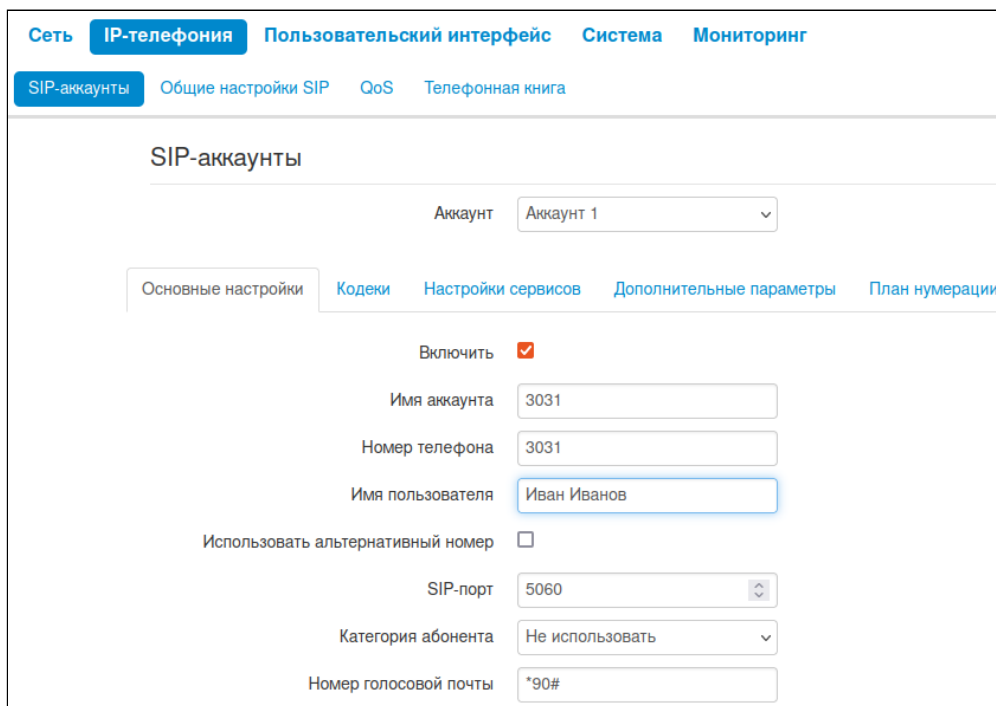 Сеть IP-телефония Пользовательский интерфейс Система Мониторинг
SIP-аккаунты Общие настройки SIP QoS Телефонная книга
SIP-аккаунты
Аккаунт Аккаунт 1
Основные настройки Кодеки Настройки сервисов Дополнительные параметры План нумерации
Включить
Имя аккаунта 3031
Номер телефона 3031
Имя пользователя Иван Иванов
Использовать альтернативный номер
SIP-порт 5060
Категория абонента Не использовать
Номер голосовой почты *90#